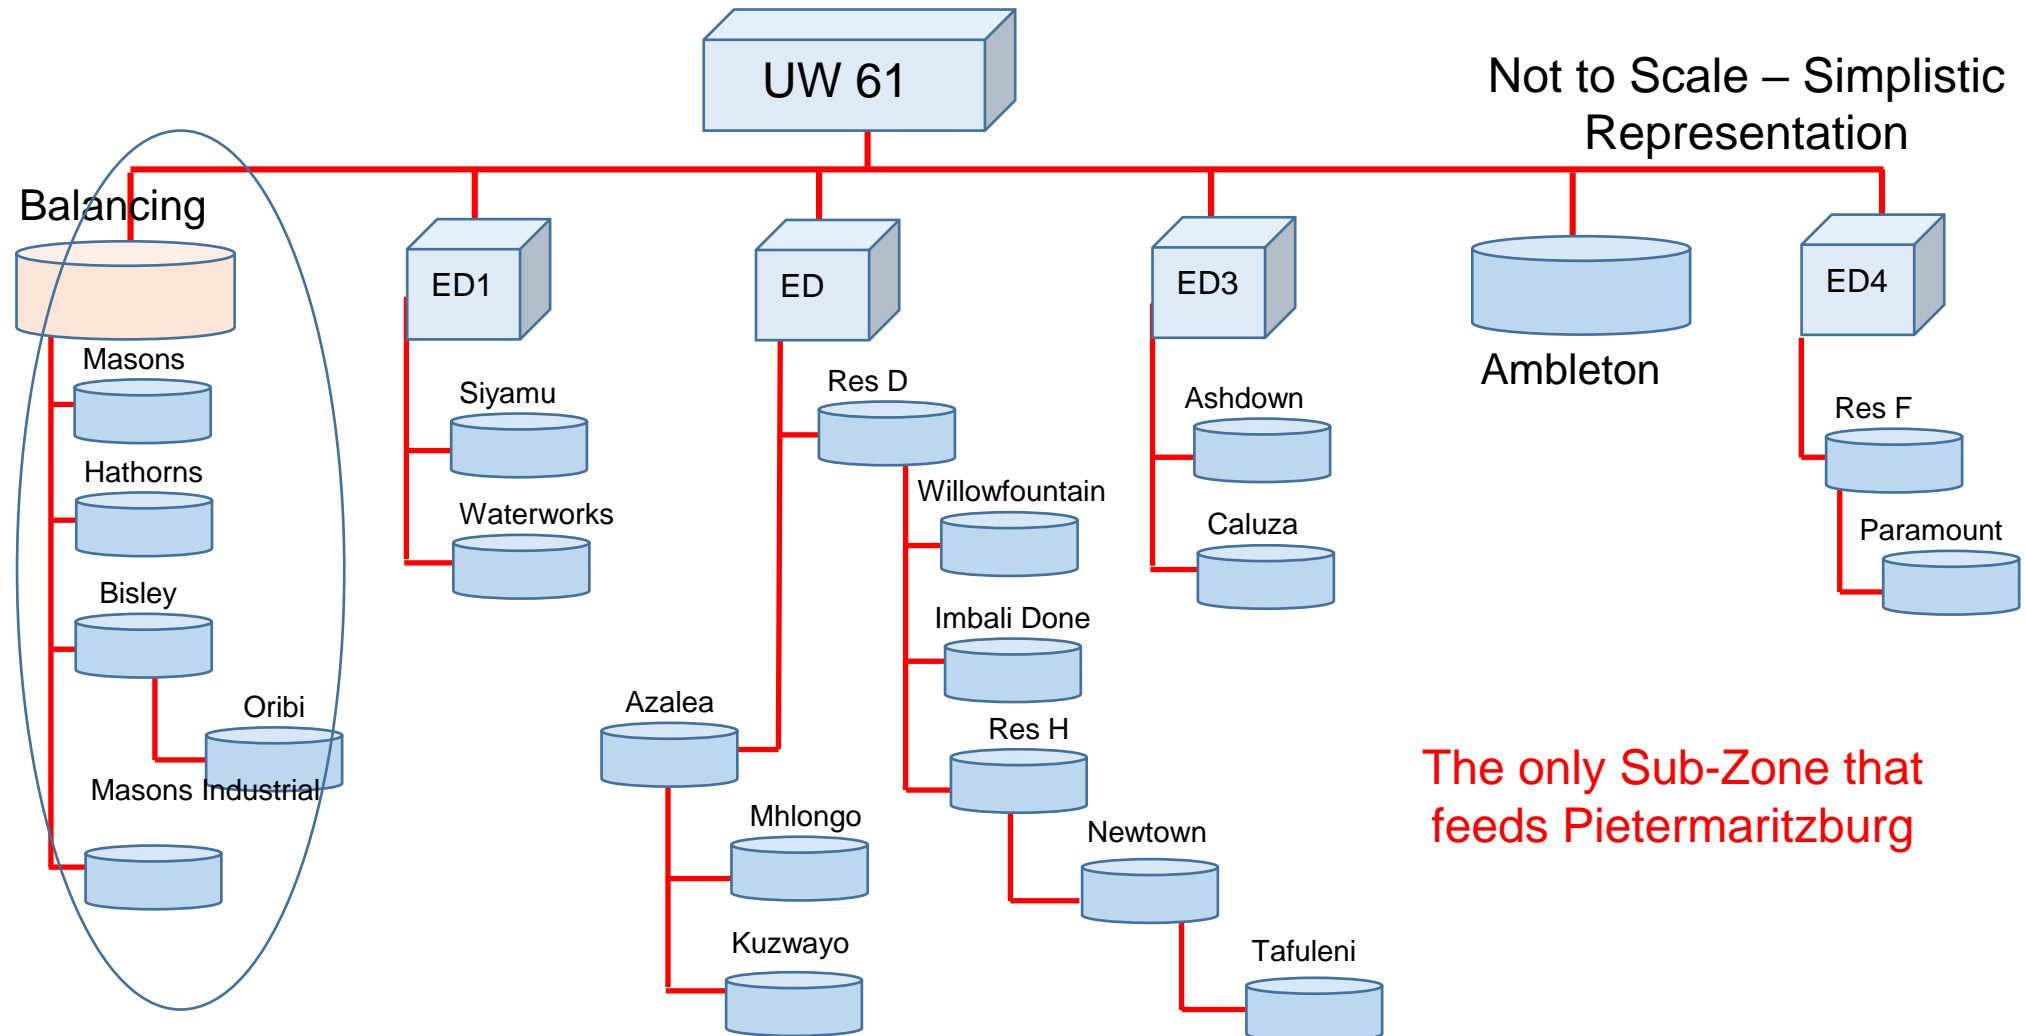 UW 61
Not to Scale – Simplistic
Representation
Balancing
ED1
ED
ED3
Ambleton
ED4
Masons
Hathorns
Bisley
Oribi
Masons Industrial
Siyamu
Waterworks
Res D
Willowfountain
Imbali Done
Res H
Newtown
Tafuleni
Azalea
Mhlongo
Kuzwayo
Ashdown
Caluza
Res F
Paramount
The only Sub-Zone that
feeds Pietermaritzburg